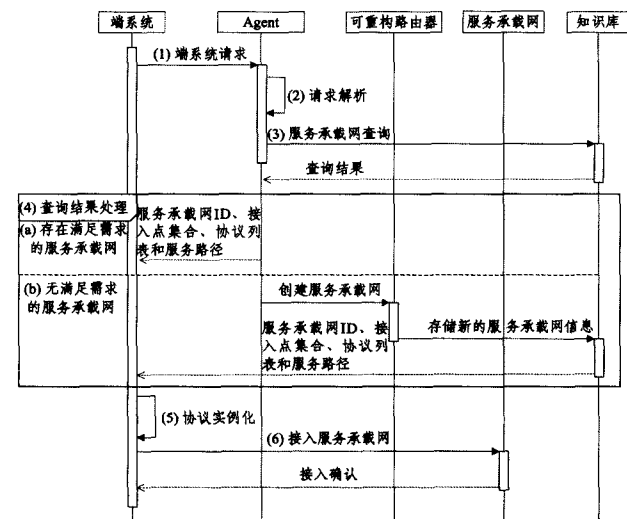 端系统
Agent
可重构路由器
服务承载网
知识库
(1) 端系统请求
(2) 请求解析
(3) 服务承载网查询
查询结果
(4) 查询结果处理
(a) 存在满足需求
的服务承载网
服务承载网ID、接
入点集合、协议列
表和服务路径
(b) 无满足需求
的服务承载网
创建服务承载网
服务承载网ID、接
入点集合、协议列
表和服务路径
存储新的服务承载网信息
(5) 协议实例化
(6) 接入服务承载网
接入确认